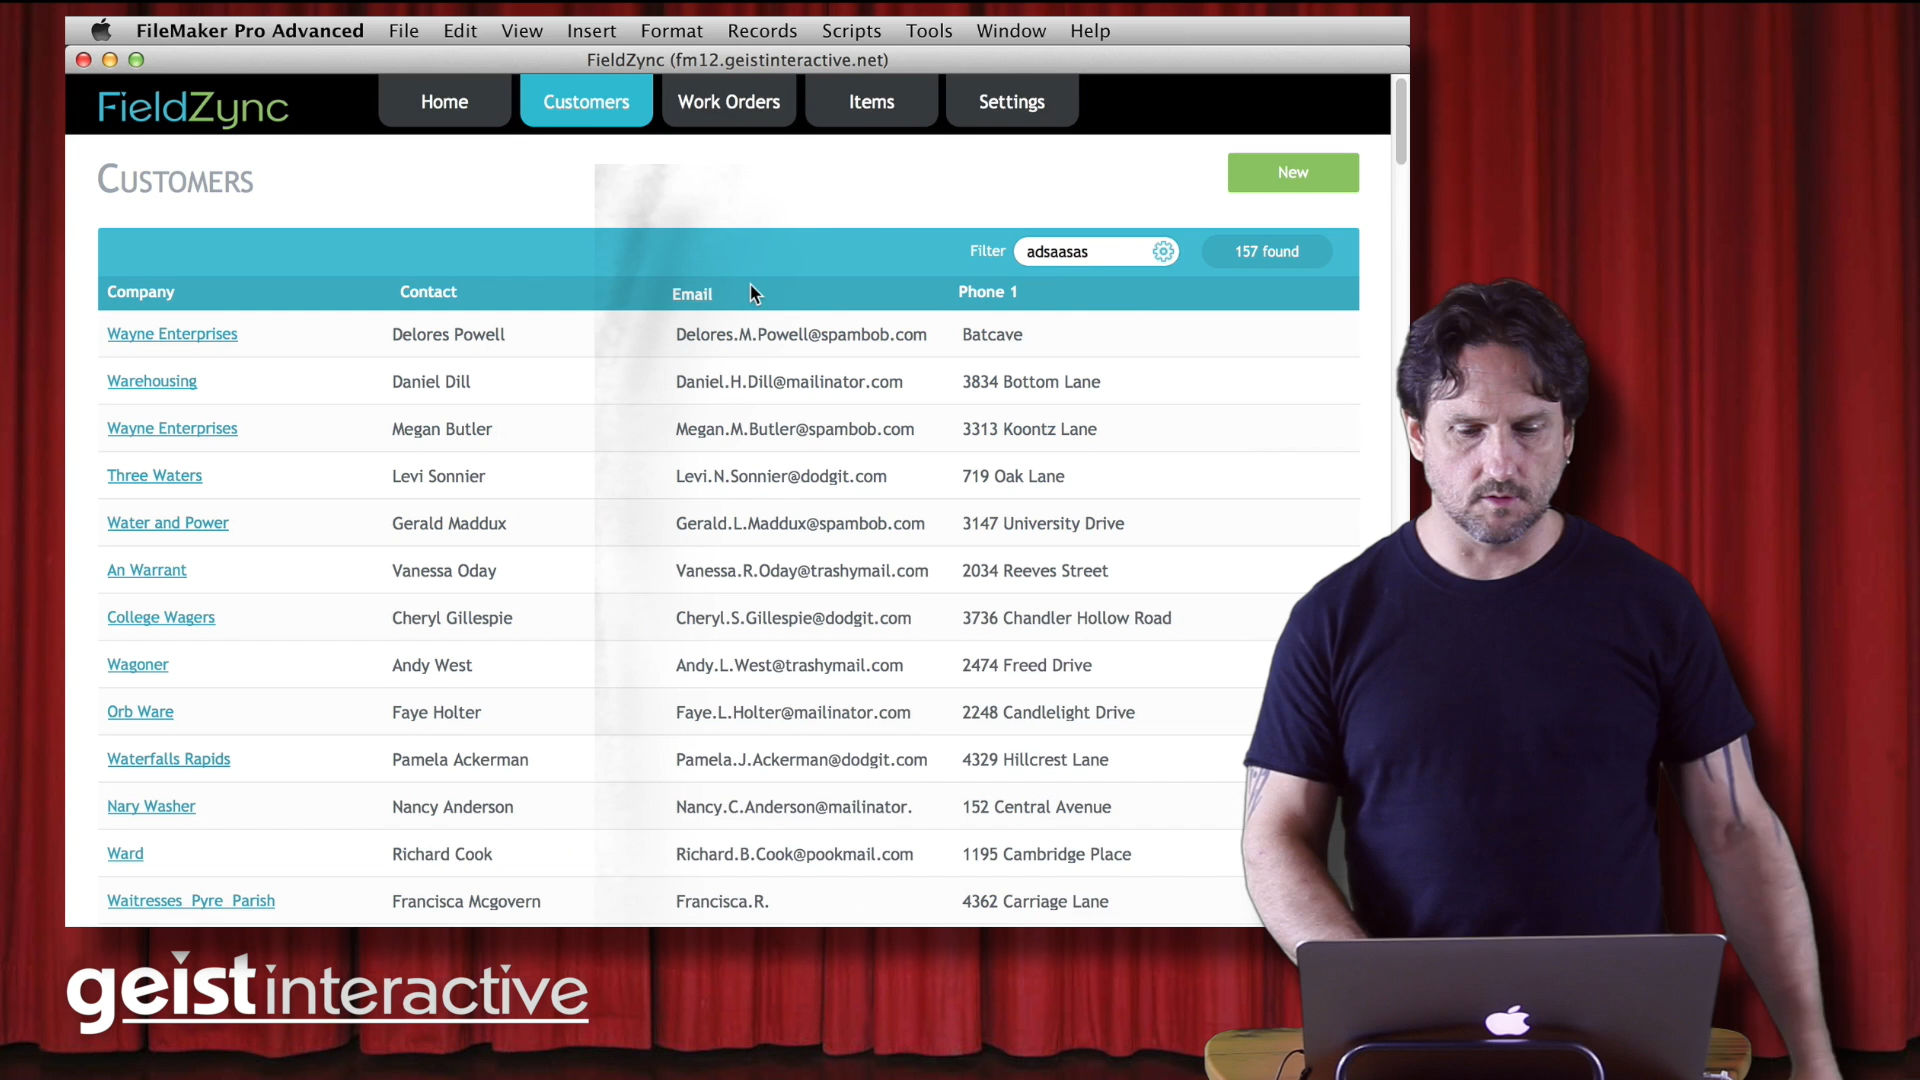 FileMaker Pro Advanced File Edit View Insert Format Records Scripts Tools Window Help
FieldZync (fm12.geistinteractive.net)
FieldZync Home Customers Work Orders Items Settings
CUSTOMERS New
Filter adsaasas 157 found
Company Contact Email Phone 1
Wayne Enterprises Delores Powell Delores.M.Powell@spambob.com Batcave
Warehousing Daniel Dill Daniel.H.Dill@mailinator.com 3834 Bottom Lane
Wayne Enterprises Megan Butler Megan.M.Butler@spambob.com 3313 Koontz Lane
Three Waters Levi Sonnier Levi.N.Sonnier@dodgit.com 719 Oak Lane
Water and Power Gerald Maddux Gerald.L.Maddux@spambob.com 3147 University Drive
An Warrant Vanessa Oday Vanessa.R.Oday@trashymail.com 2034 Reeves Street
College Wagers Cheryl Gillespie Cheryl.S.Gillespie@dodgit.com 3736 Chandler Hollow Road
Wagoner Andy West Andy.L.West@trashymail.com 2474 Freed Drive
Orb Ware Faye Holter Faye.L.Holter@mailinator.com 2248 Candlelight Drive
Waterfalls Rapids Pamela Ackerman Pamela.J.Ackerman@dodgit.com 4329 Hillcrest Lane
Nary Washer Nancy Anderson Nancy.C.Anderson@mailinator. 152 Central Avenue
Ward Richard Cook Richard.B.Cook@pookmail.com 1195 Cambridge Place
Waitresses Pyre Parish Francisca Mcgovern Francisca.R. 4362 Carriage Lane
geistinteractive